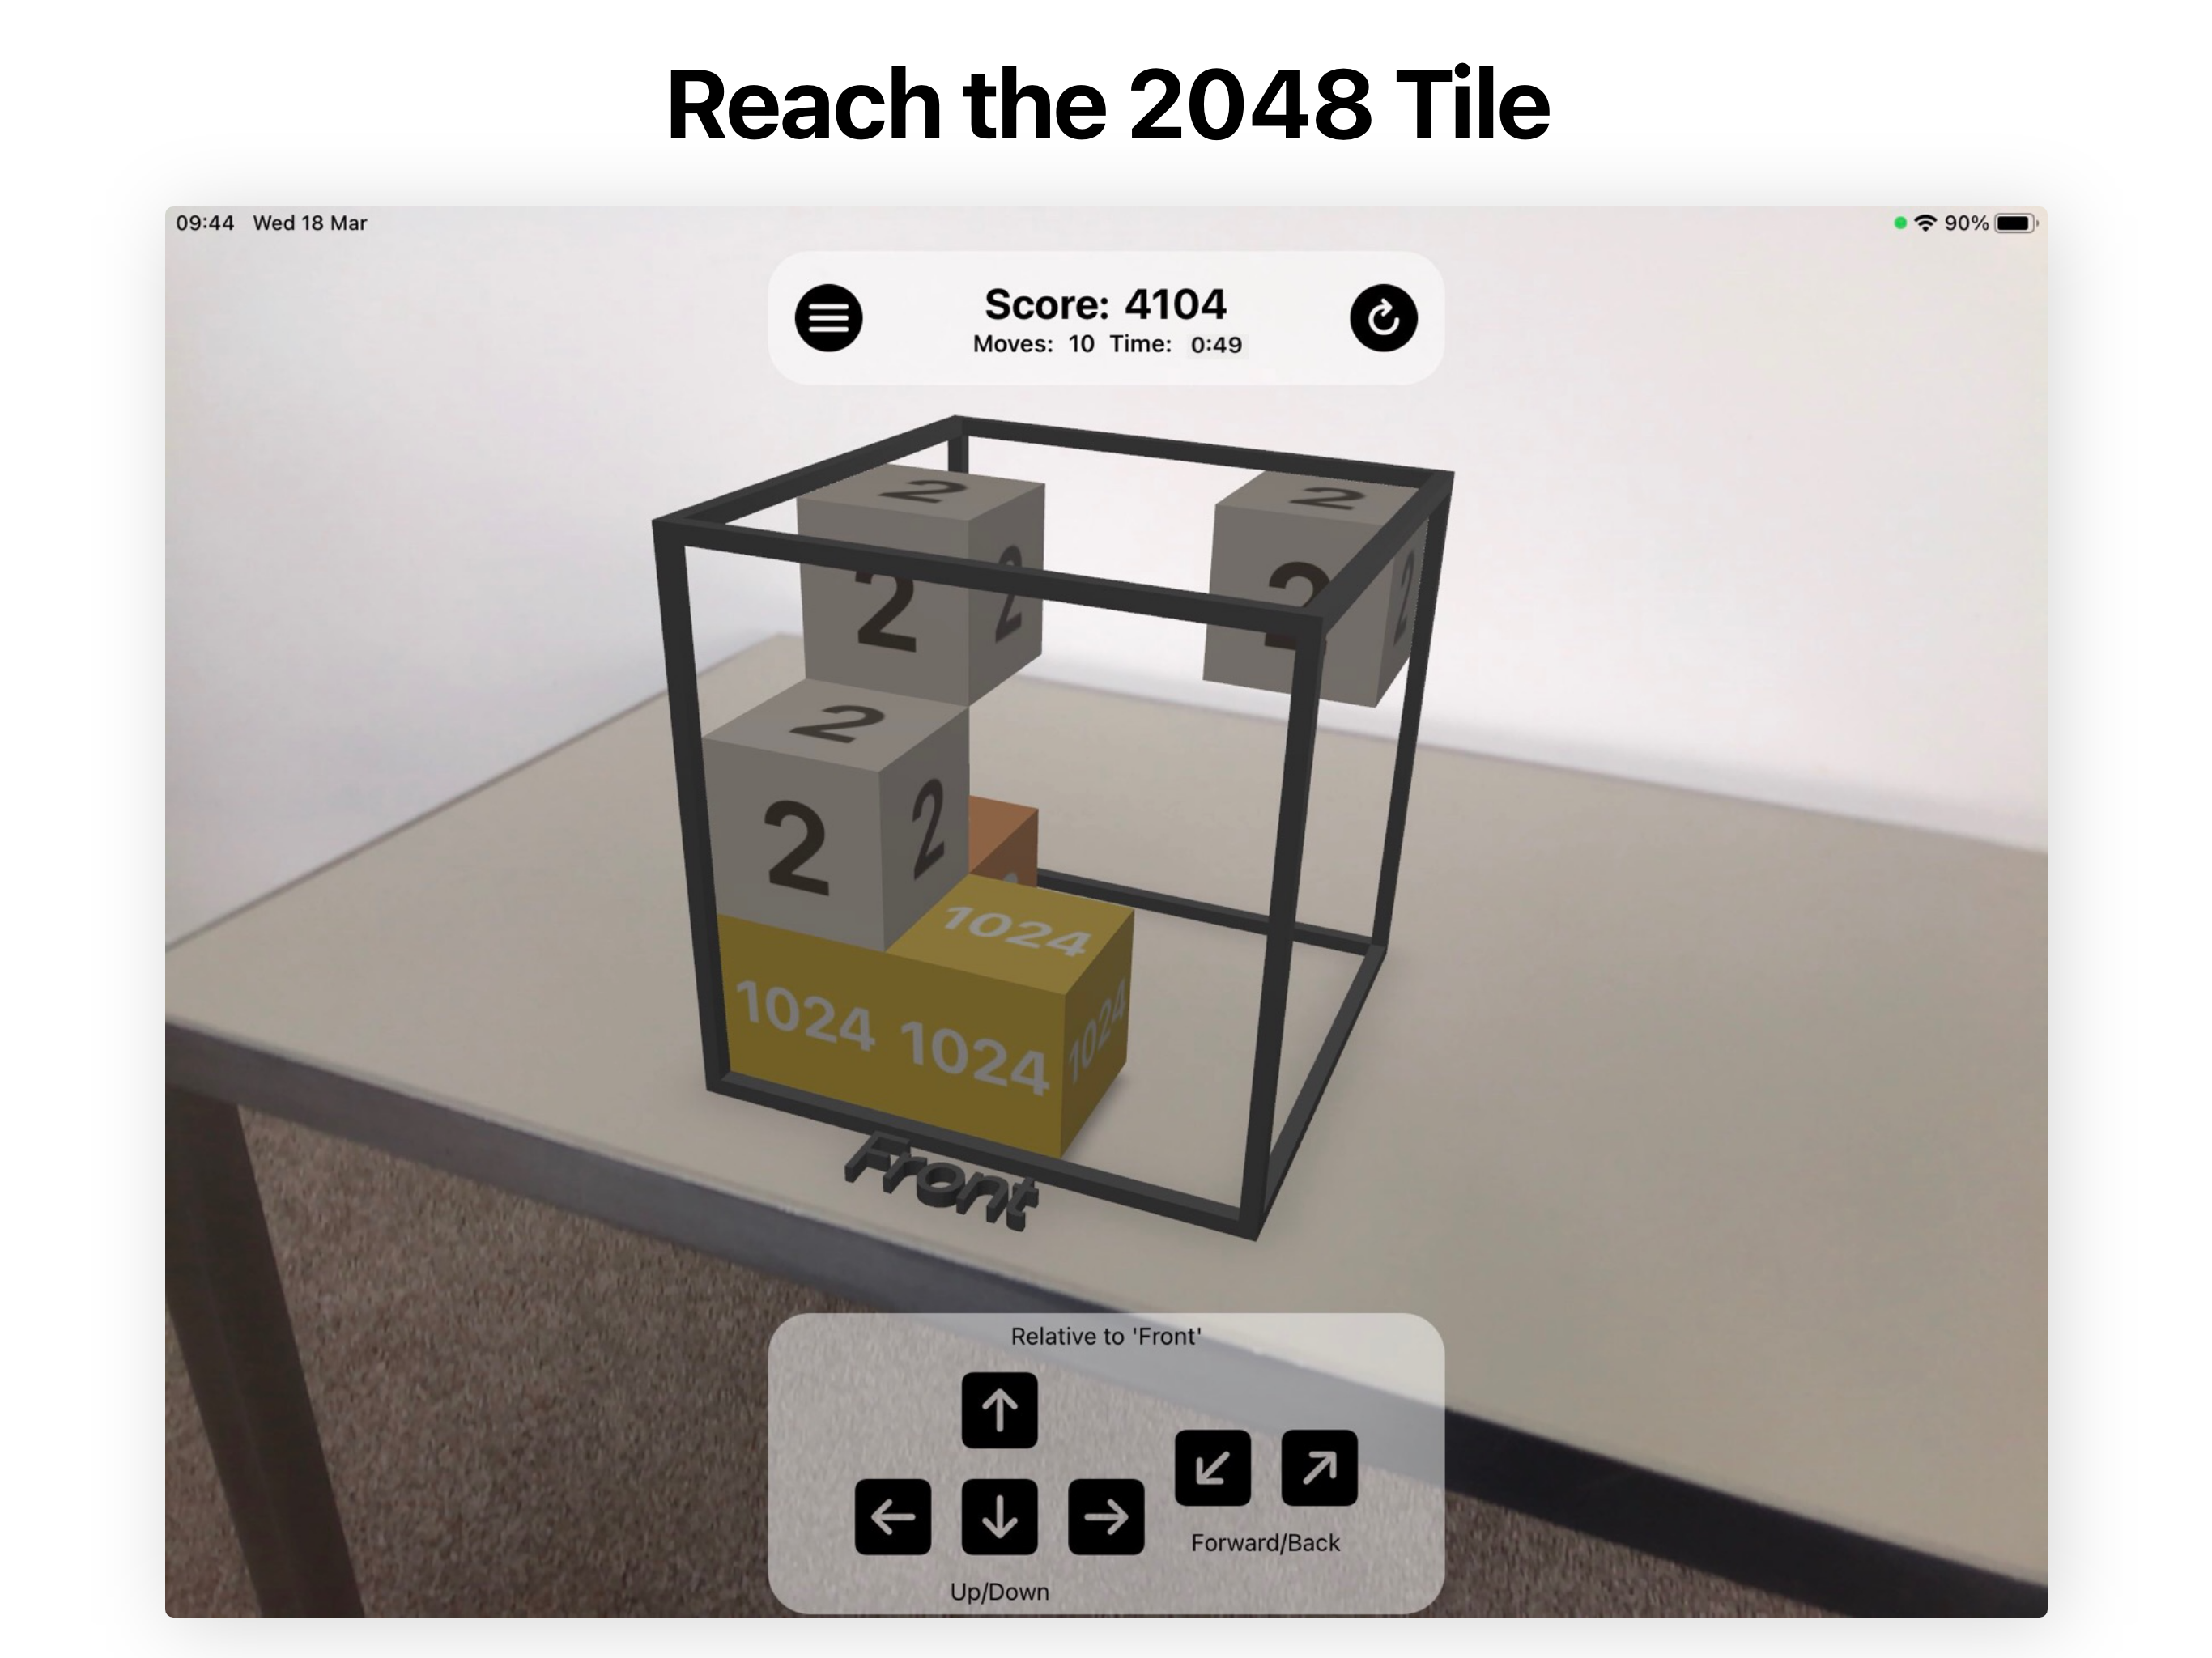 Reach the 2048 Tile
09:44 Wed 18 Mar
90%
Score: 4104
Moves: 10 Time: 0:49
2
2
2
2
2
2
2
2
2
1024
1024 1024
1024
Front
Relative to 'Front'
Forward/Back
Up/Down